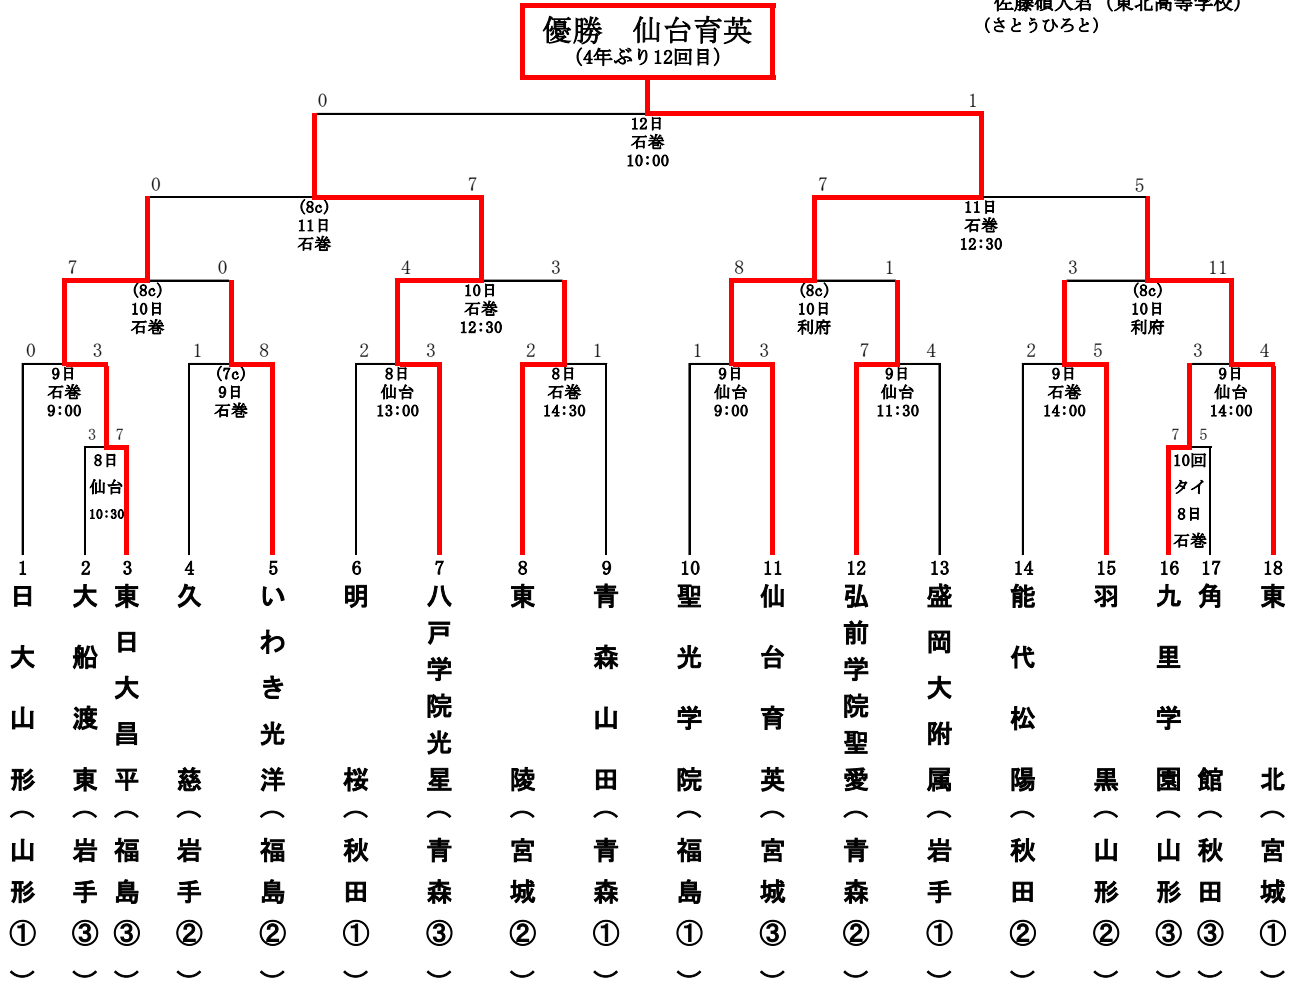 佐藤碩人君（東北高等学校）
（さとうひろと）
優勝　仙台育英
（4年ぶり12回目）
0
1
12日
石巻
10:00
0
7
7
5
(8c)
11日
石巻
11日
石巻
12:30
7
0
4
3
8
1
3
11
(8c)
10日
石巻
10日
石巻
12:30
(8c)
10日
利府
(8c)
10日
利府
0
3
1
8
2
3
2
1
1
3
7
4
2
5
3
4
9日
石巻
9:00
(7c)
9日
石巻
8日
仙台
13:00
8日
石巻
14:30
9日
仙台
9:00
9日
仙台
11:30
9日
石巻
14:00
9日
仙台
14:00
3
7
7
5
8日
仙台
10:30
10回
タイ
8日
石巻
1
日大山形（山形①）
2
大船渡東（岩手③）
3
東日大昌平（福島③）
4
久慈（岩手②）
5
いわき光洋（福島②）
6
明桜（秋田①）
7
八戸学院光星（青森③）
8
東陵（宮城②）
9
青森山田（青森①）
10
聖光学院（福島①）
11
仙台育英（宮城③）
12
弘前学院聖愛（青森②）
13
盛岡大附属（岩手①）
14
能代松陽（秋田②）
15
羽黒（山形②）
16
九里学園（山形③）
17
角館（秋田③）
18
東北（宮城①）